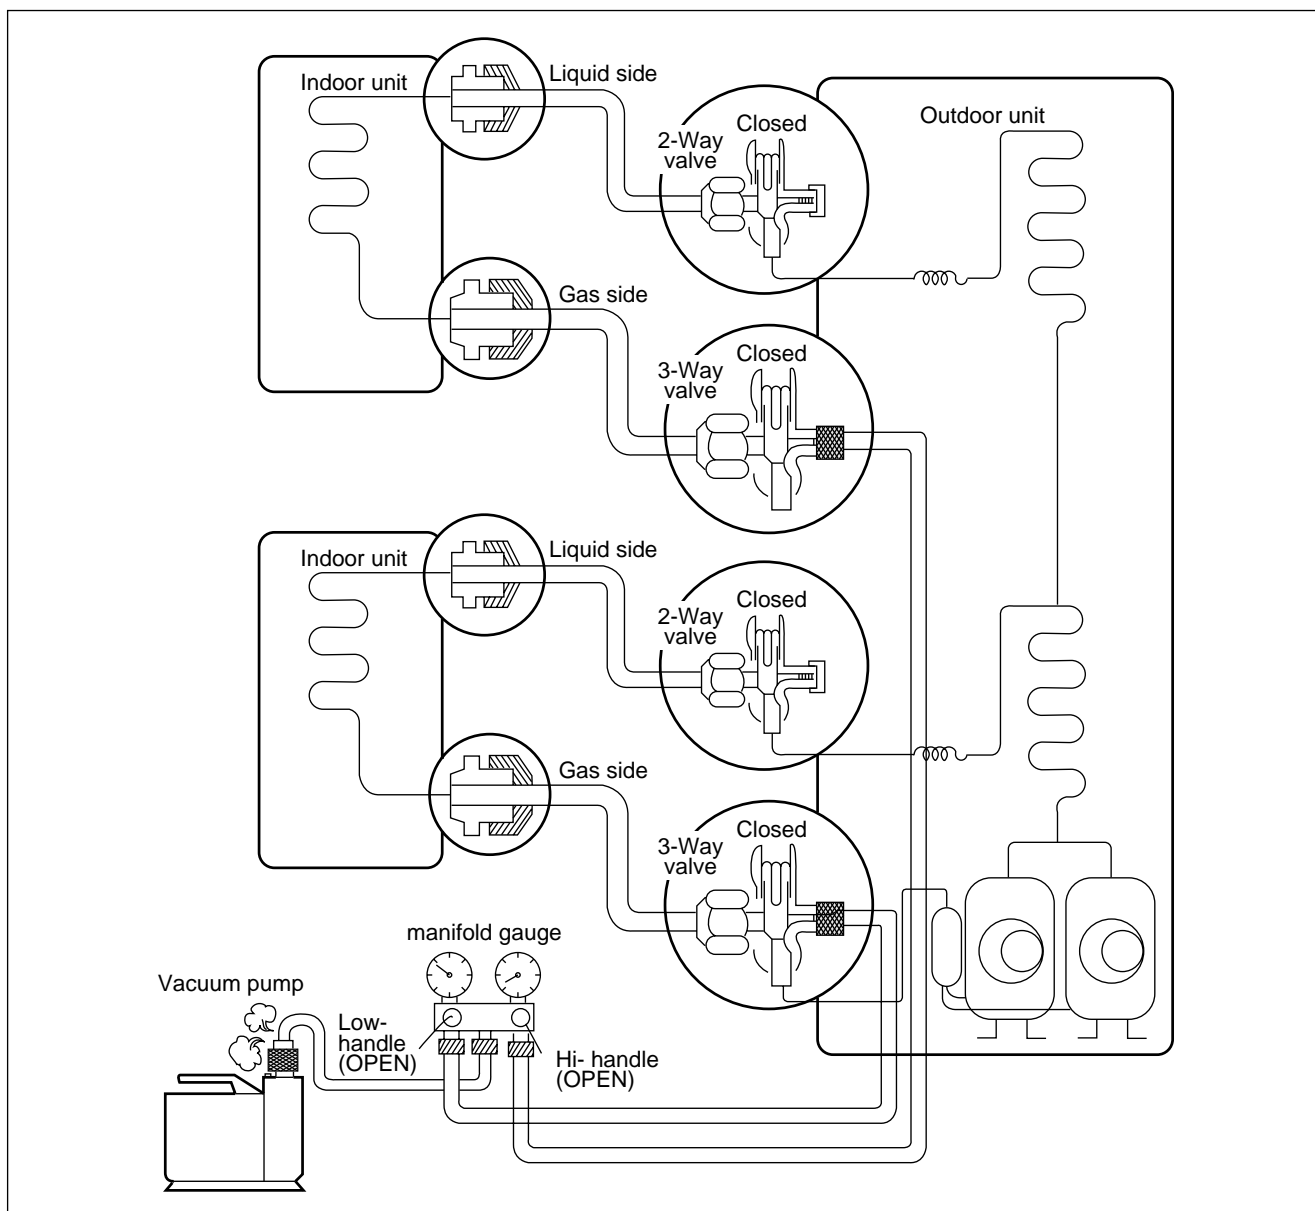 Indoor unit
Liquid side
2-Way
valve
Closed
Outdoor unit
Gas side
3-Way
valve
Closed
Indoor unit
Liquid side
2-Way
valve
Closed
Gas side
3-Way
valve
Closed
manifold gauge
Vacuum pump
Low-
handle
(OPEN)
Hi- handle
(OPEN)